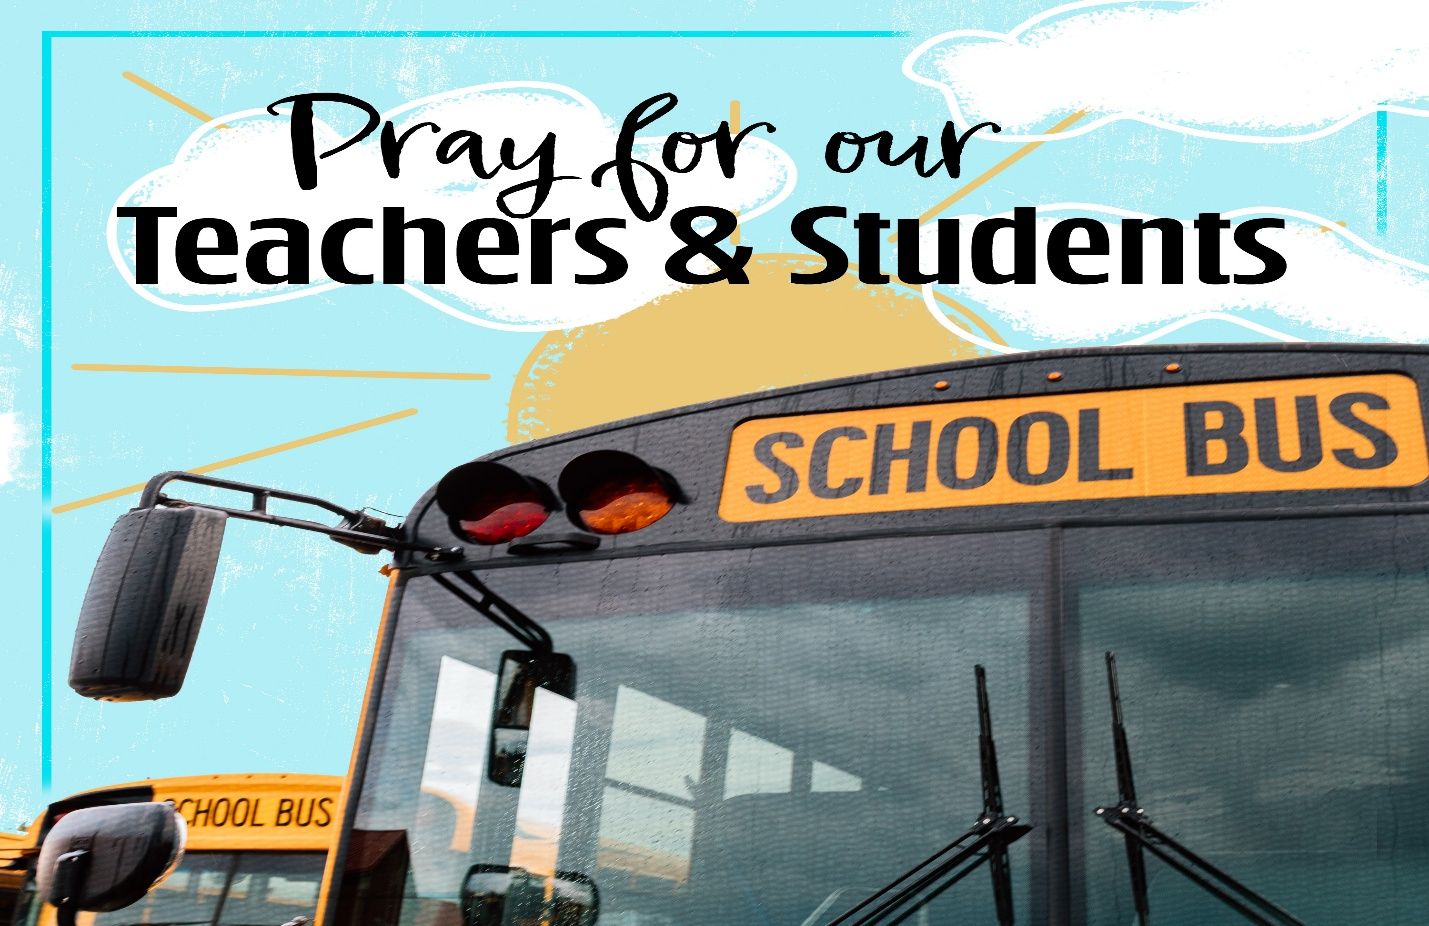 Pray for our
Teachers & Students
SCHOOL BUS
SCHOOL BUS